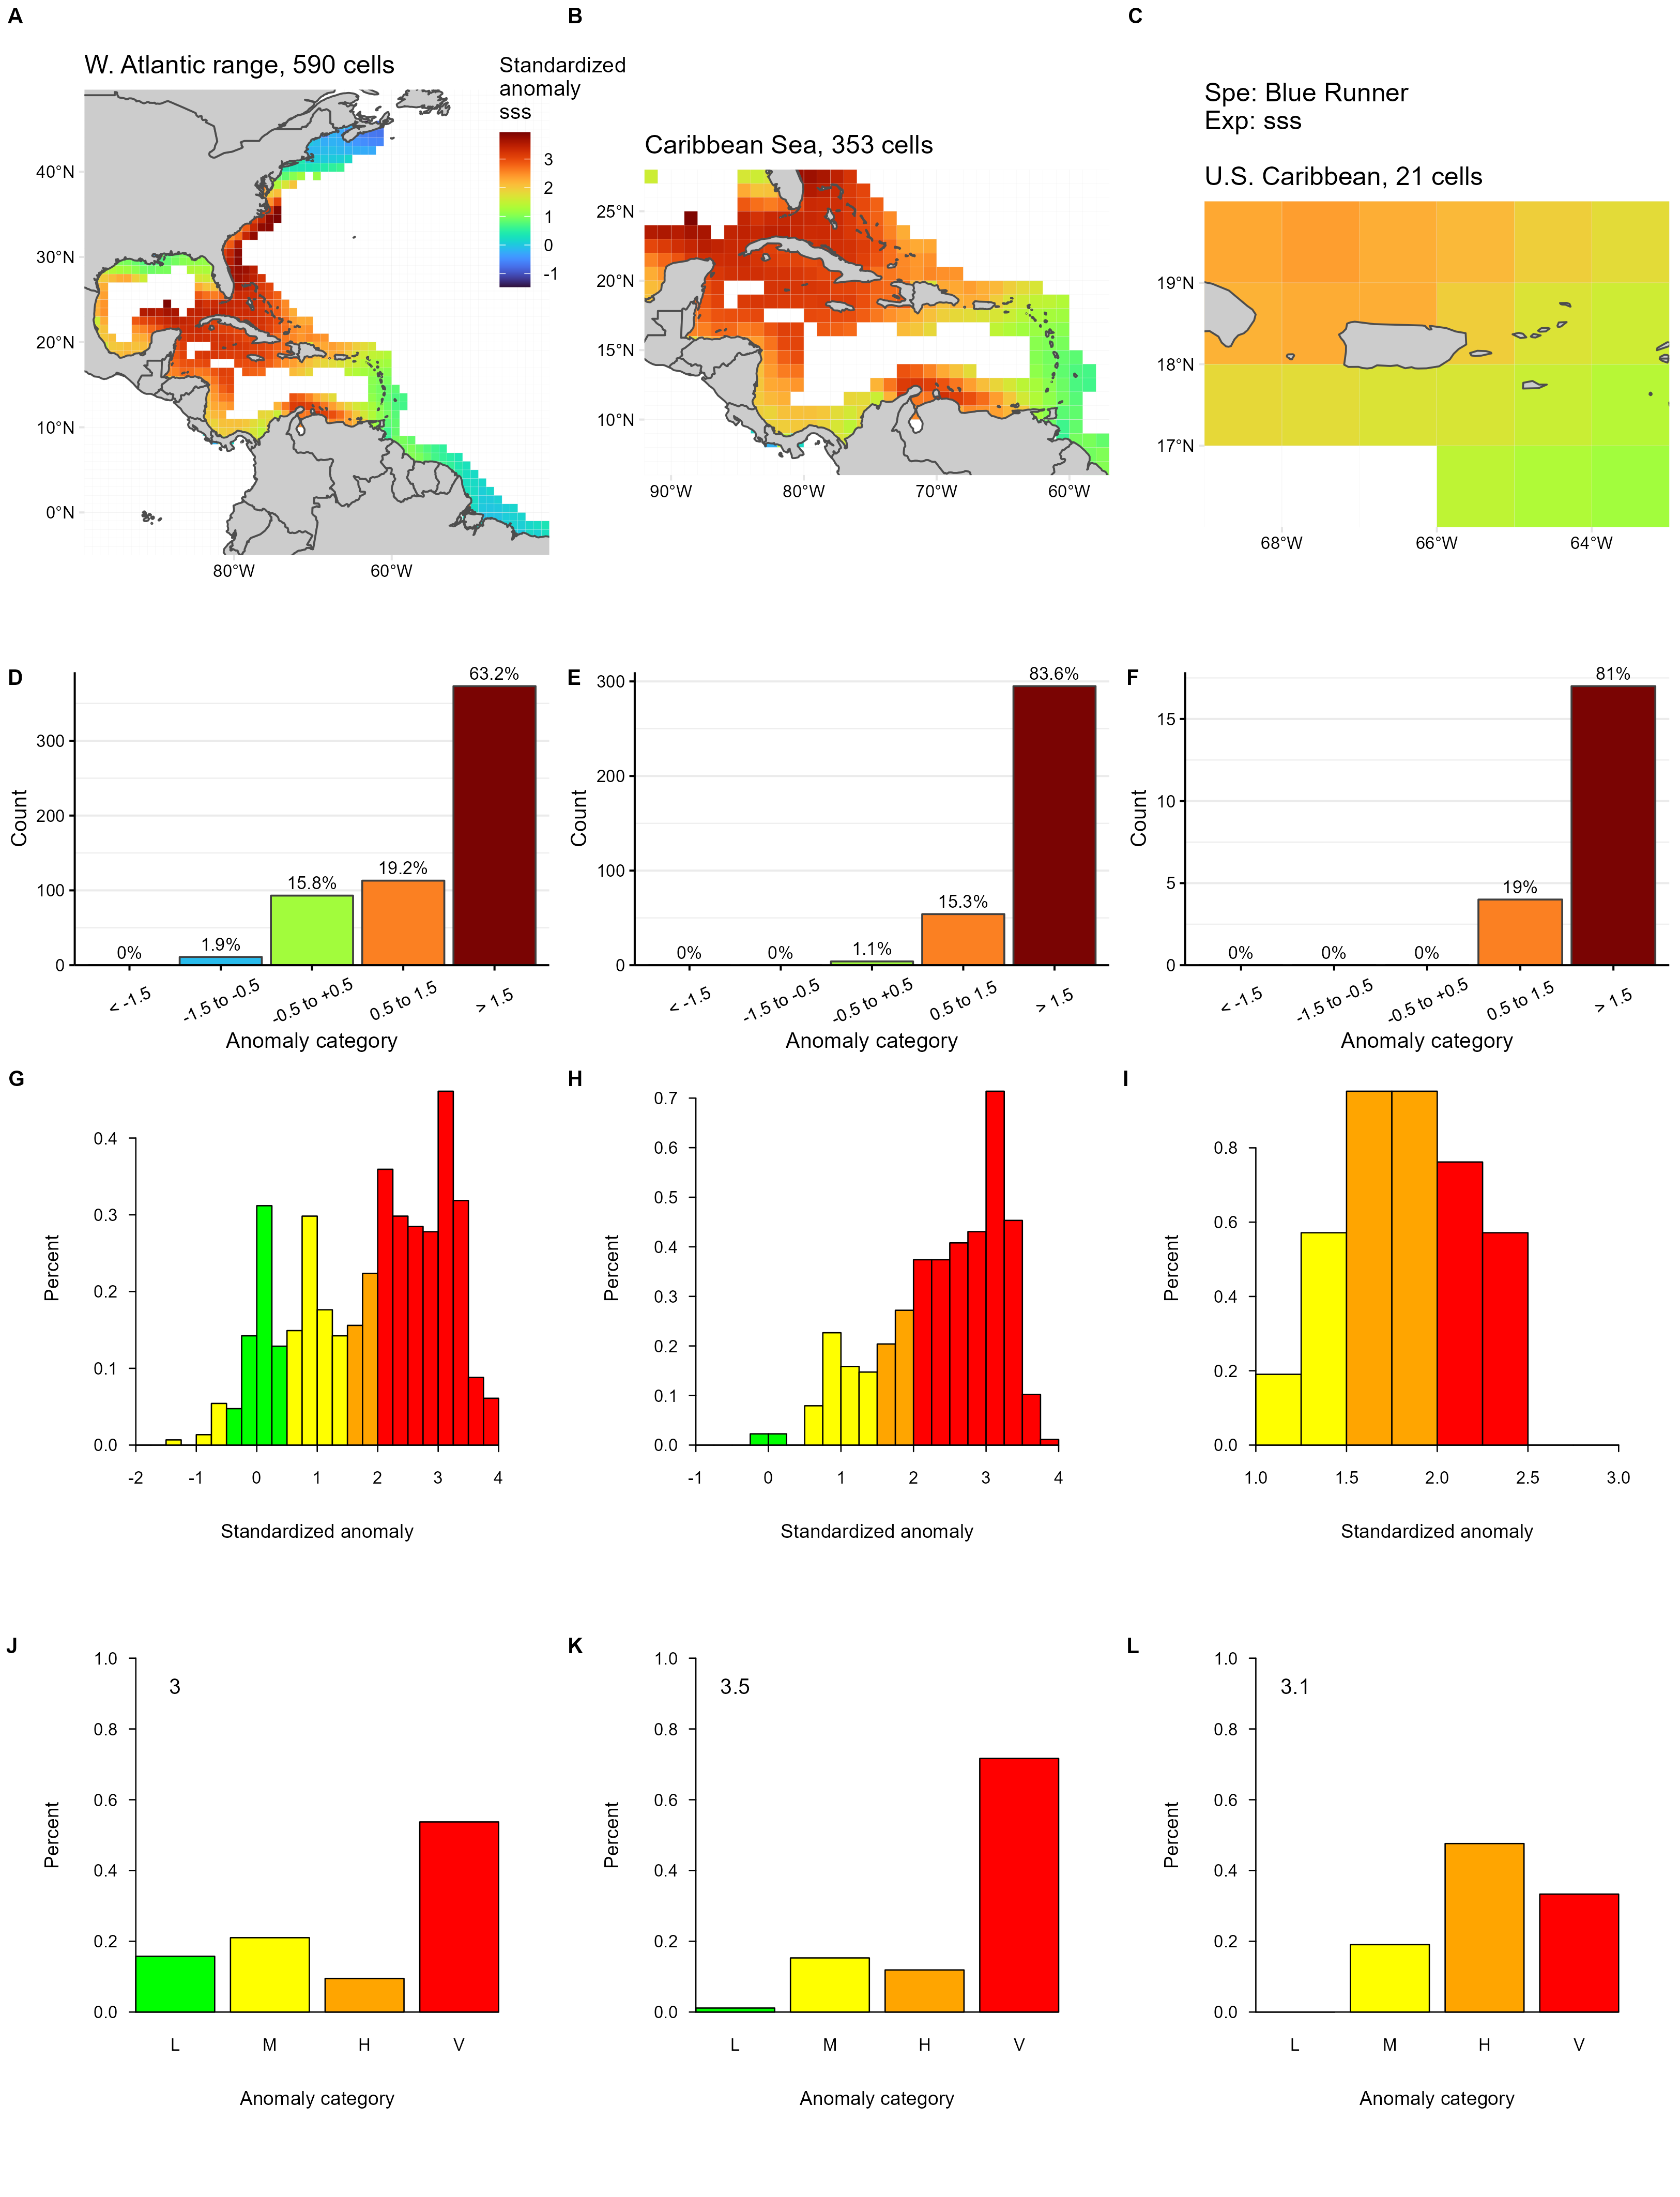 A
B
C
W. Atlantic range, 590 cells
Standardized
anomaly
sss
3
2
1
0
-1
40°N
30°N
20°N
10°N
0°N
80°W
60°W
Caribbean Sea, 353 cells
25°N
20°N
15°N
10°N
90°W
80°W
70°W
60°W
Spe: Blue Runner
Exp: sss
U.S. Caribbean, 21 cells
19°N
18°N
17°N
68°W
66°W
64°W
D
Count
300
200
100
0
0%
1.9%
15.8%
19.2%
63.2%
< -1.5
-1.5 to -0.5
-0.5 to +0.5
0.5 to 1.5
> 1.5
Anomaly category
E
Count
300
200
100
0
0%
0%
1.1%
15.3%
83.6%
< -1.5
-1.5 to -0.5
-0.5 to +0.5
0.5 to 1.5
> 1.5
Anomaly category
F
Count
15
10
5
0
0%
0%
0%
19%
81%
< -1.5
-1.5 to -0.5
-0.5 to +0.5
0.5 to 1.5
> 1.5
Anomaly category
G
Percent
0.4
0.3
0.2
0.1
0.0
-2
-1
0
1
2
3
4
Standardized anomaly
H
Percent
0.7
0.6
0.5
0.4
0.3
0.2
0.1
0.0
-1
0
1
2
3
4
Standardized anomaly
I
Percent
0.8
0.6
0.4
0.2
0.0
1.0
1.5
2.0
2.5
3.0
Standardized anomaly
J
Percent
1.0
0.8
0.6
0.4
0.2
0.0
3
L
M
H
V
Anomaly category
K
Percent
1.0
0.8
0.6
0.4
0.2
0.0
3.5
L
M
H
V
Anomaly category
L
Percent
1.0
0.8
0.6
0.4
0.2
0.0
3.1
L
M
H
V
Anomaly category